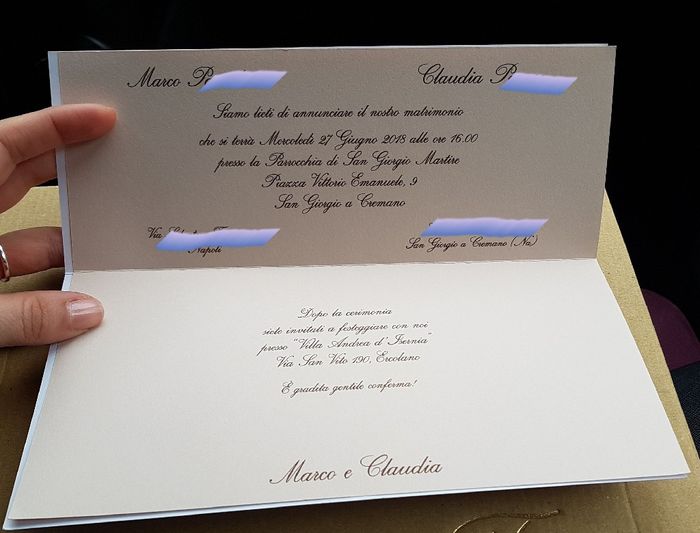 Marco
Claudia
Siamo lieti di annunciare il nostro matrimonio
che si terrà Mercoledì 27 Giugno 2018 alle ore 16.00
presso la Parrocchia di San Giorgio Martire
Piazza Vittorio Emanuele, 9
San Giorgio a Cremano
Via
Napoli
San Giorgio a Cremano (Na)
Dopo la cerimonia
siete invitati a festeggiare con noi
presso "Villa Andrea d'Isernia"
Via San Vito 190, Ercolano
È gradita gentile conferma!
Marco e Claudia